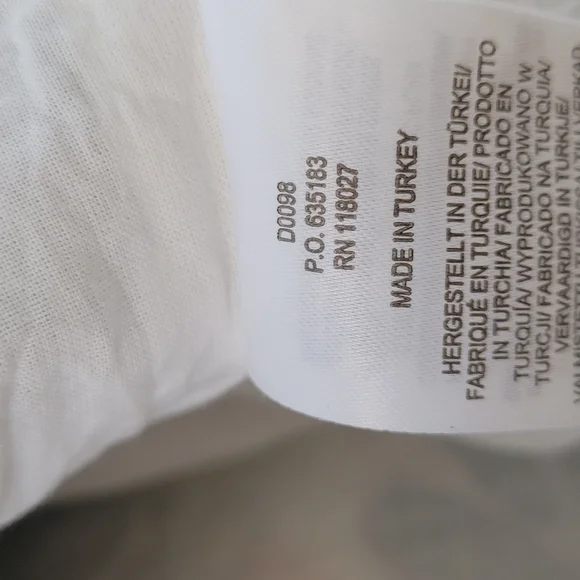 D0098
P.O. 635183
RN 118027
MADE IN TURKEY
HERGESTELLT IN DER TÜRKEI/
FABRIQUÉ EN TURQUIE/ PRODOTTO
IN TURCHIA/ FABRICADO EN
TURQUÍA/ WYPRODUKOWANO W
TURCJI/ FABRICADO NA TURQUIA/
VERVAARDIGD IN TURKIJE/